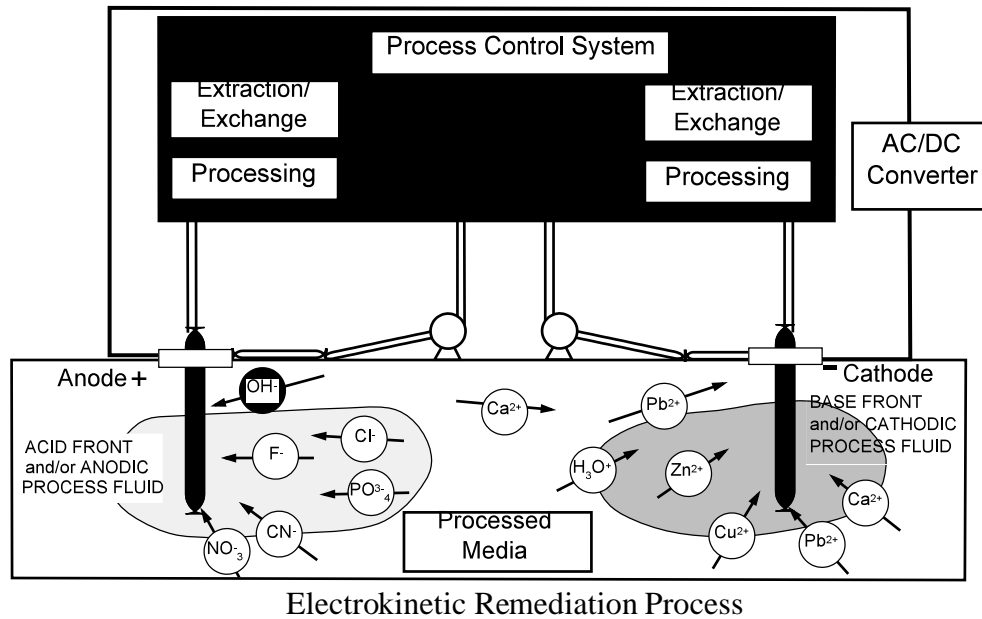 Process Control System
Extraction/
Exchange
Processing
Extraction/
Exchange
Processing
AC/DC
Converter
Anode +
- Cathode
OH-
Ca2+
Pb2+
BASE FRONT
and/or CATHODIC
PROCESS FLUID
ACID FRONT
and/or ANODIC
PROCESS FLUID
Cl-
F-
PO3-4
H3O+
Zn2+
Ca2+
CN-
NO-3
Cu2+
Pb2+
Processed
Media
Electrokinetic Remediation Process